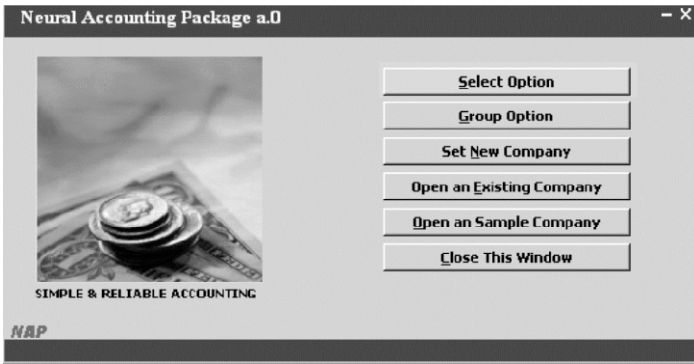 Neural Accounting Package a.0
Select Option
Group Option
Set New Company
Open an Existing Company
Open an Sample Company
Close This Window
SIMPLE & RELIABLE ACCOUNTING
NAP